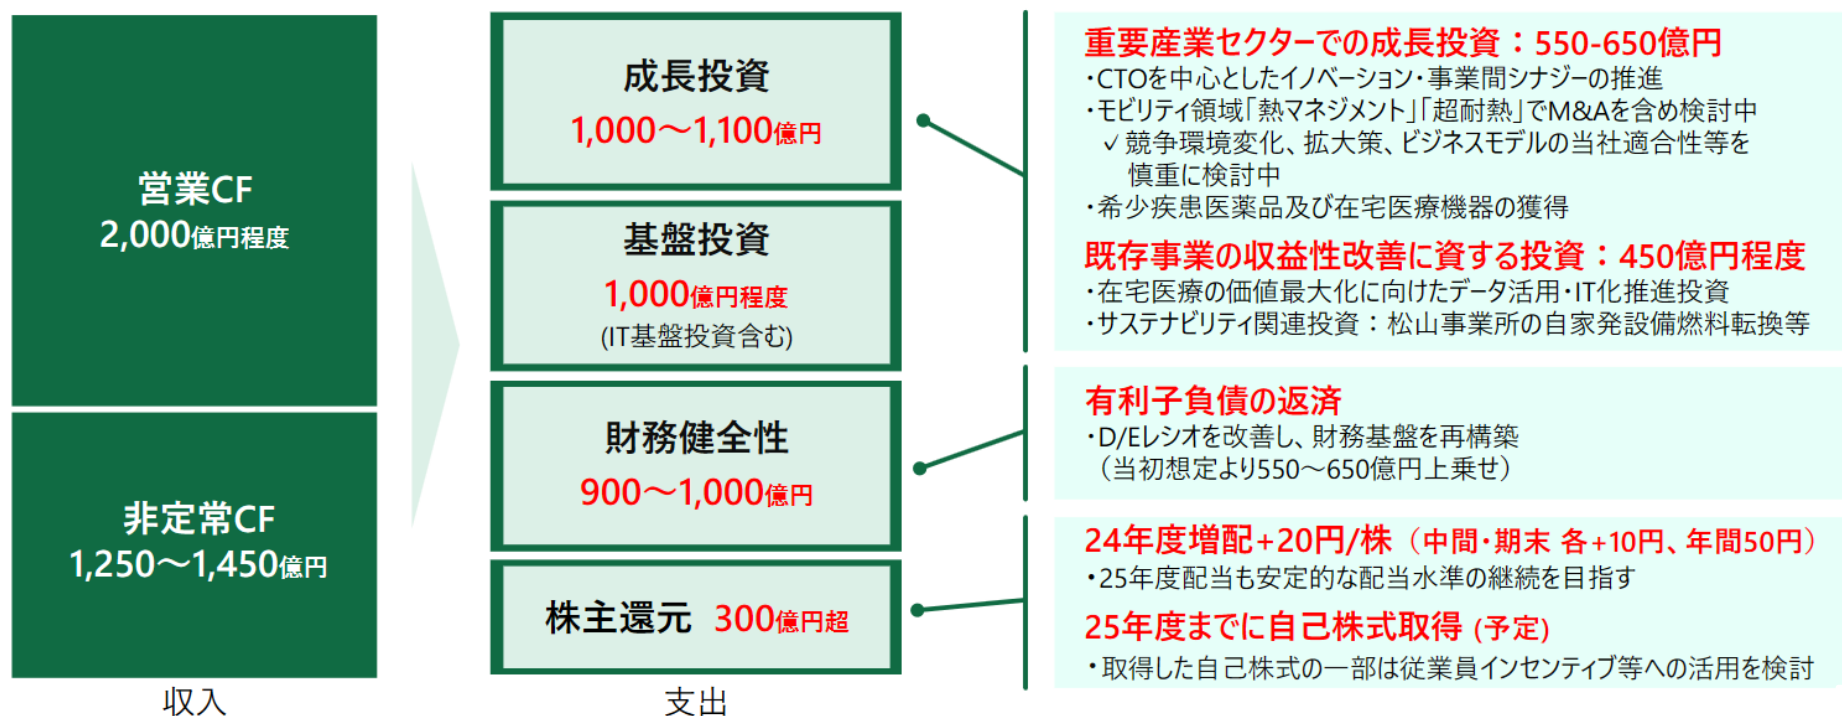 営業CF
2,000億円程度
非定常CF
1,250～1,450億円
収入
成長投資
1,000～1,100億円
基盤投資
1,000億円程度
(IT基盤投資含む)
財務健全性
900～1,000億円
株主還元 300億円超
支出
重要産業セクターでの成長投資：550-650億円
・CTOを中心としたイノベーション・事業間シナジーの推進
・モビリティ領域「熱マネジメント」「超耐熱」でM&Aを含め検討中
✓競争環境変化、拡大策、ビジネスモデルの当社適合性等を
慎重に検討中
・希少疾患医薬品及び在宅医療機器の獲得
既存事業の収益性改善に資する投資：450億円程度
・在宅医療の価値最大化に向けたデータ活用・IT化推進投資
・サステナビリティ関連投資：松山事業所の自家発設備燃料転換等
有利子負債の返済
・D/Eレシオを改善し、財務基盤を再構築
（当初想定より550～650億円上乗せ）
24年度増配+20円/株（中間・期末 各+10円、年間50円）
・25年度配当も安定的な配当水準の継続を目指す
25年度までに自己株式取得 (予定)
・取得した自己株式の一部は従業員インセンティブ等への活用を検討